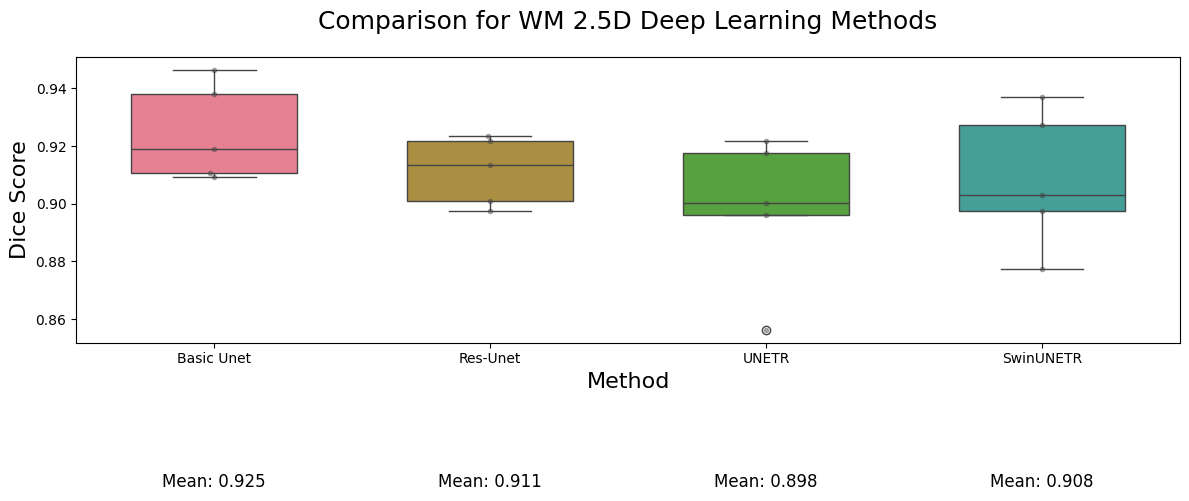 Comparison for WM 2.5D Deep Learning Methods
Dice Score
0.94
0.92
0.90
0.88
0.86
Basic Unet
Res-Unet
UNETR
SwinUNETR
Method
Mean: 0.925
Mean: 0.911
Mean: 0.898
Mean: 0.908